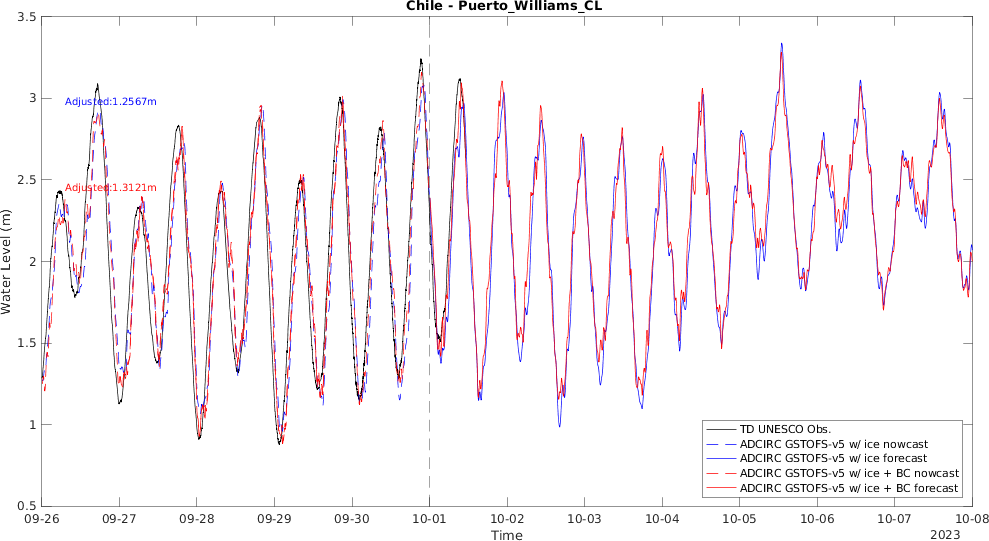 Chile - Puerto_Williams_CL
3.5
3
2.5
2
1.5
1
0.5
Water Level (m)
Adjusted:1.2567m
Adjusted:1.3121m
TD UNESCO Obs.
ADCIRC GSTOFS-v5 w/ ice nowcast
ADCIRC GSTOFS-v5 w/ ice forecast
ADCIRC GSTOFS-v5 w/ ice + BC nowcast
ADCIRC GSTOFS-v5 w/ ice + BC forecast
09-26 09-27 09-28 09-29 09-30 10-01 10-02 10-03 10-04 10-05 10-06 10-07 10-08
Time
2023